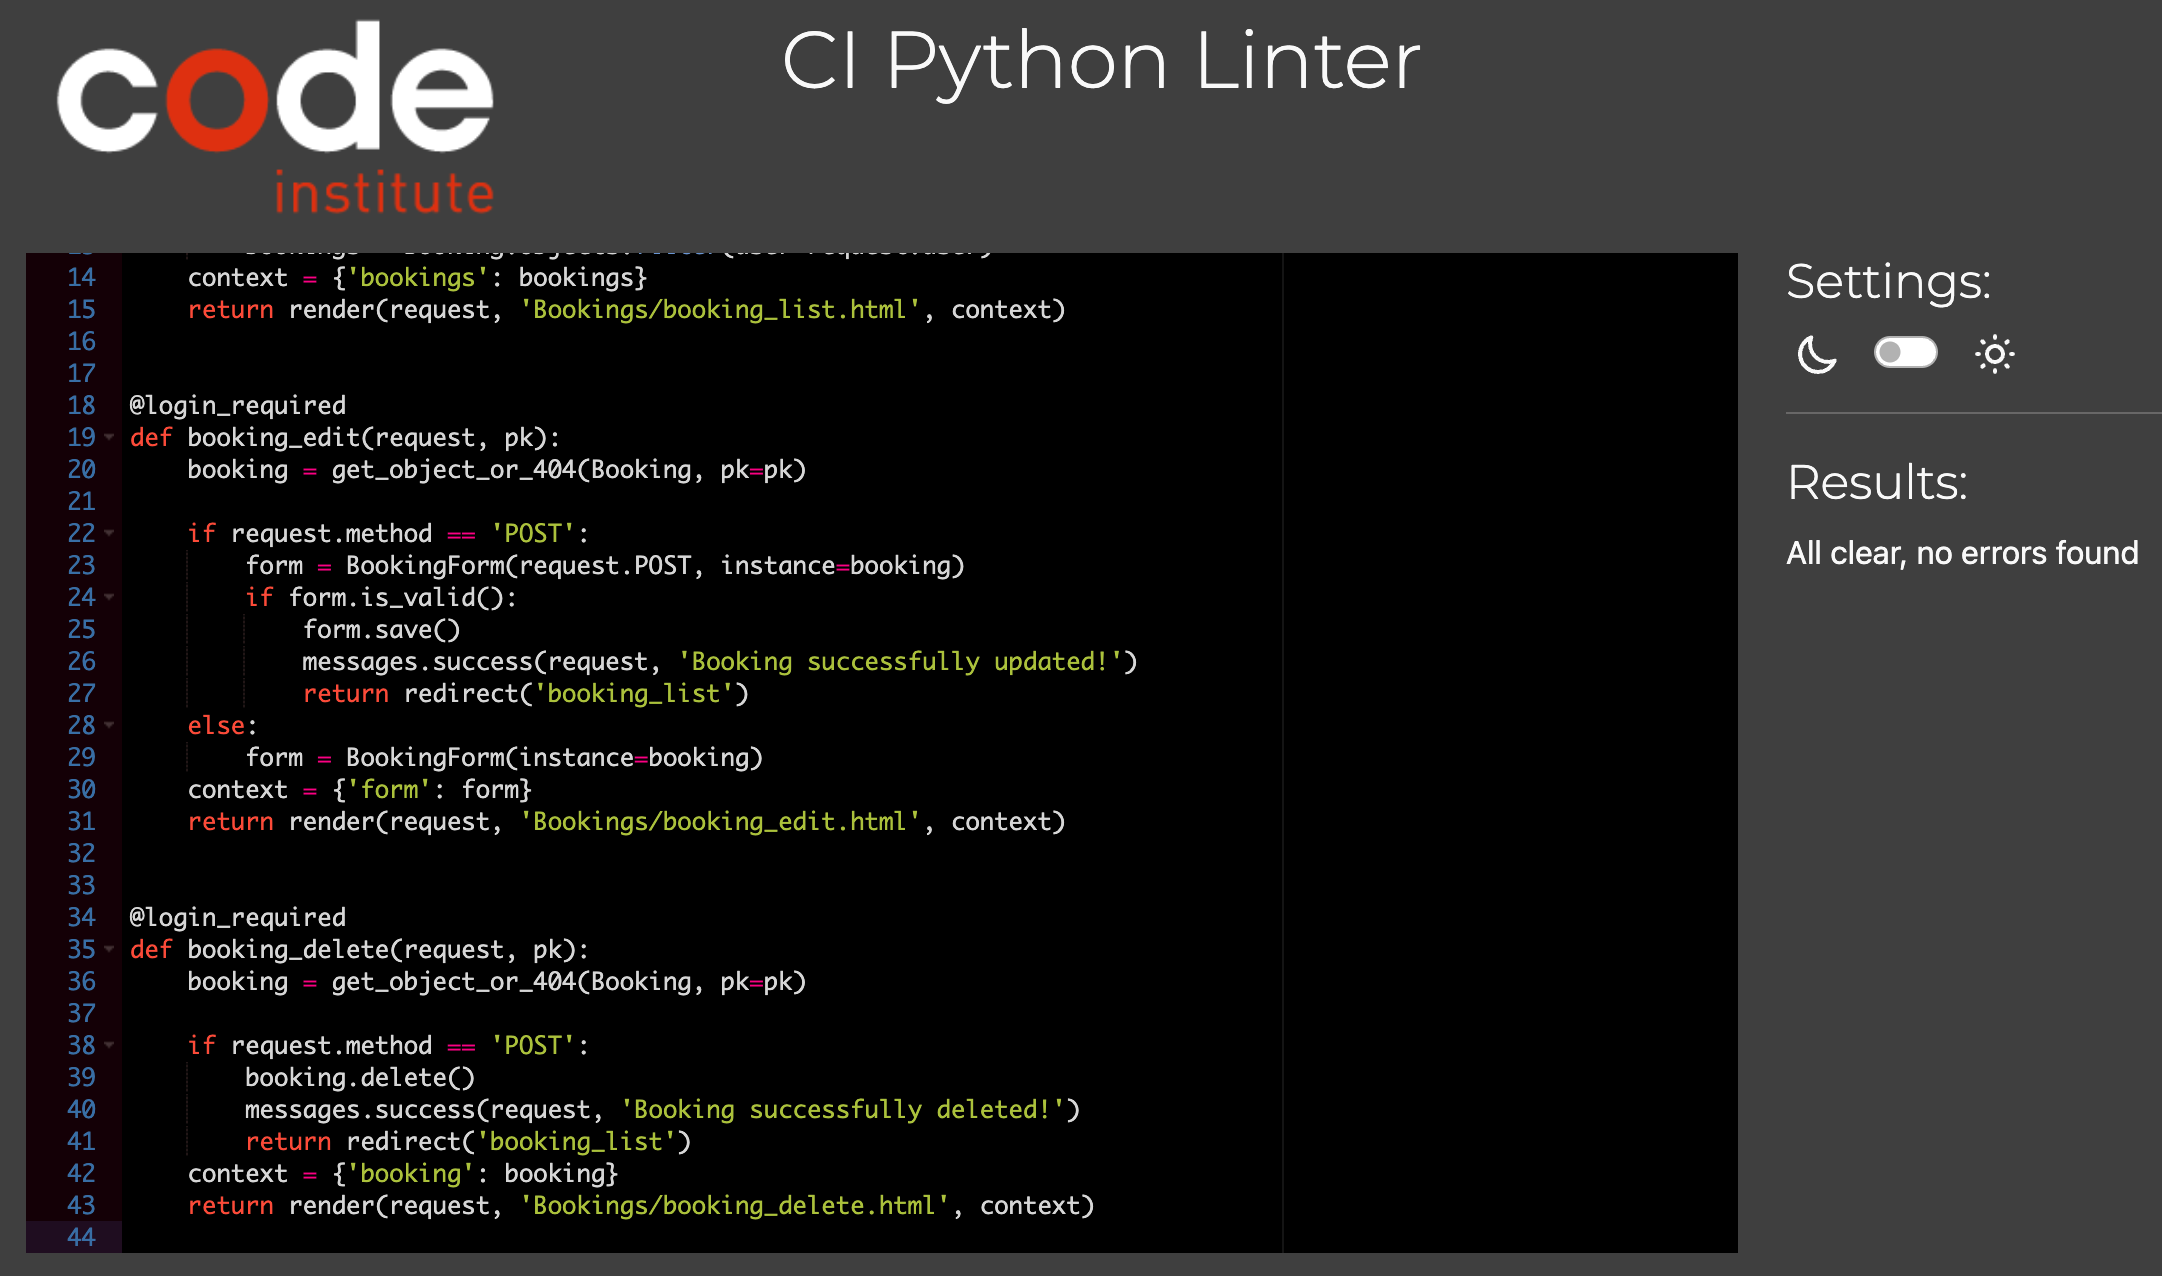 code
institute
CI Python Linter
14     context = {'bookings': bookings}
15     return render(request, 'Bookings/booking_list.html', context)
16
17
18 @login_required
19 def booking_edit(request, pk):
20     booking = get_object_or_404(Booking, pk=pk)
21
22     if request.method == 'POST':
23         form = BookingForm(request.POST, instance=booking)
24         if form.is_valid():
25             form.save()
26             messages.success(request, 'Booking successfully updated!')
27             return redirect('booking_list')
28     else:
29         form = BookingForm(instance=booking)
30     context = {'form': form}
31     return render(request, 'Bookings/booking_edit.html', context)
32
33
34 @login_required
35 def booking_delete(request, pk):
36     booking = get_object_or_404(Booking, pk=pk)
37
38     if request.method == 'POST':
39         booking.delete()
40         messages.success(request, 'Booking successfully deleted!')
41         return redirect('booking_list')
42     context = {'booking': booking}
43     return render(request, 'Bookings/booking_delete.html', context)
44
Settings:
Results:
All clear, no errors found